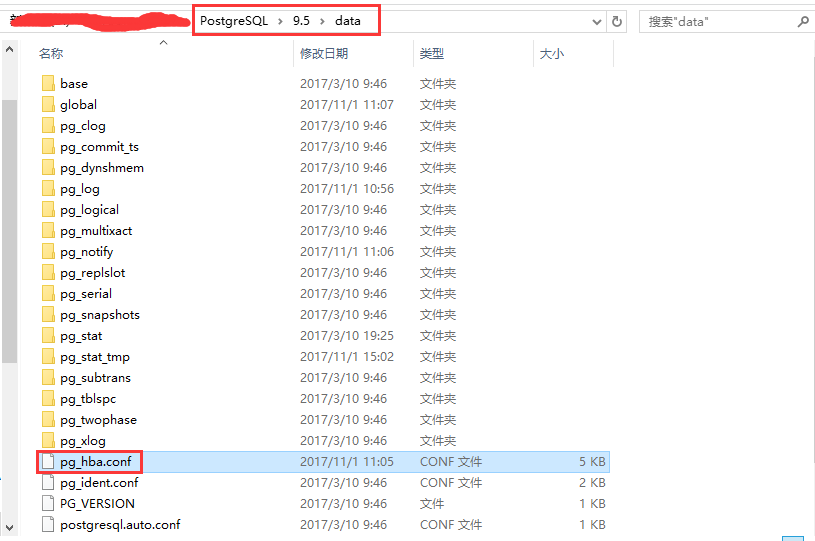 PostgreSQL > 9.5 > data 搜索"data"
名称 修改日期 类型 大小
base 2017/3/10 9:46 文件夹
global 2017/11/1 11:07 文件夹
pg_clog 2017/3/10 9:46 文件夹
pg_commit_ts 2017/3/10 9:46 文件夹
pg_dynshmem 2017/3/10 9:46 文件夹
pg_log 2017/11/1 10:56 文件夹
pg_logical 2017/3/10 9:46 文件夹
pg_multixact 2017/3/10 9:46 文件夹
pg_notify 2017/11/1 11:06 文件夹
pg_replslot 2017/3/10 9:46 文件夹
pg_serial 2017/3/10 9:46 文件夹
pg_snapshots 2017/3/10 9:46 文件夹
pg_stat 2017/3/10 19:25 文件夹
pg_stat_tmp 2017/11/1 15:02 文件夹
pg_subtrans 2017/3/10 9:46 文件夹
pg_tblspc 2017/3/10 9:46 文件夹
pg_twophase 2017/3/10 9:46 文件夹
pg_xlog 2017/3/10 9:46 文件夹
pg_hba.conf 2017/11/1 11:05 CONF 文件 5 KB
pg_ident.conf 2017/3/10 9:46 CONF 文件 2 KB
PG_VERSION 2017/3/10 9:46 文件 1 KB
postgresql.auto.conf 2017/3/10 9:46 CONF 文件 1 KB